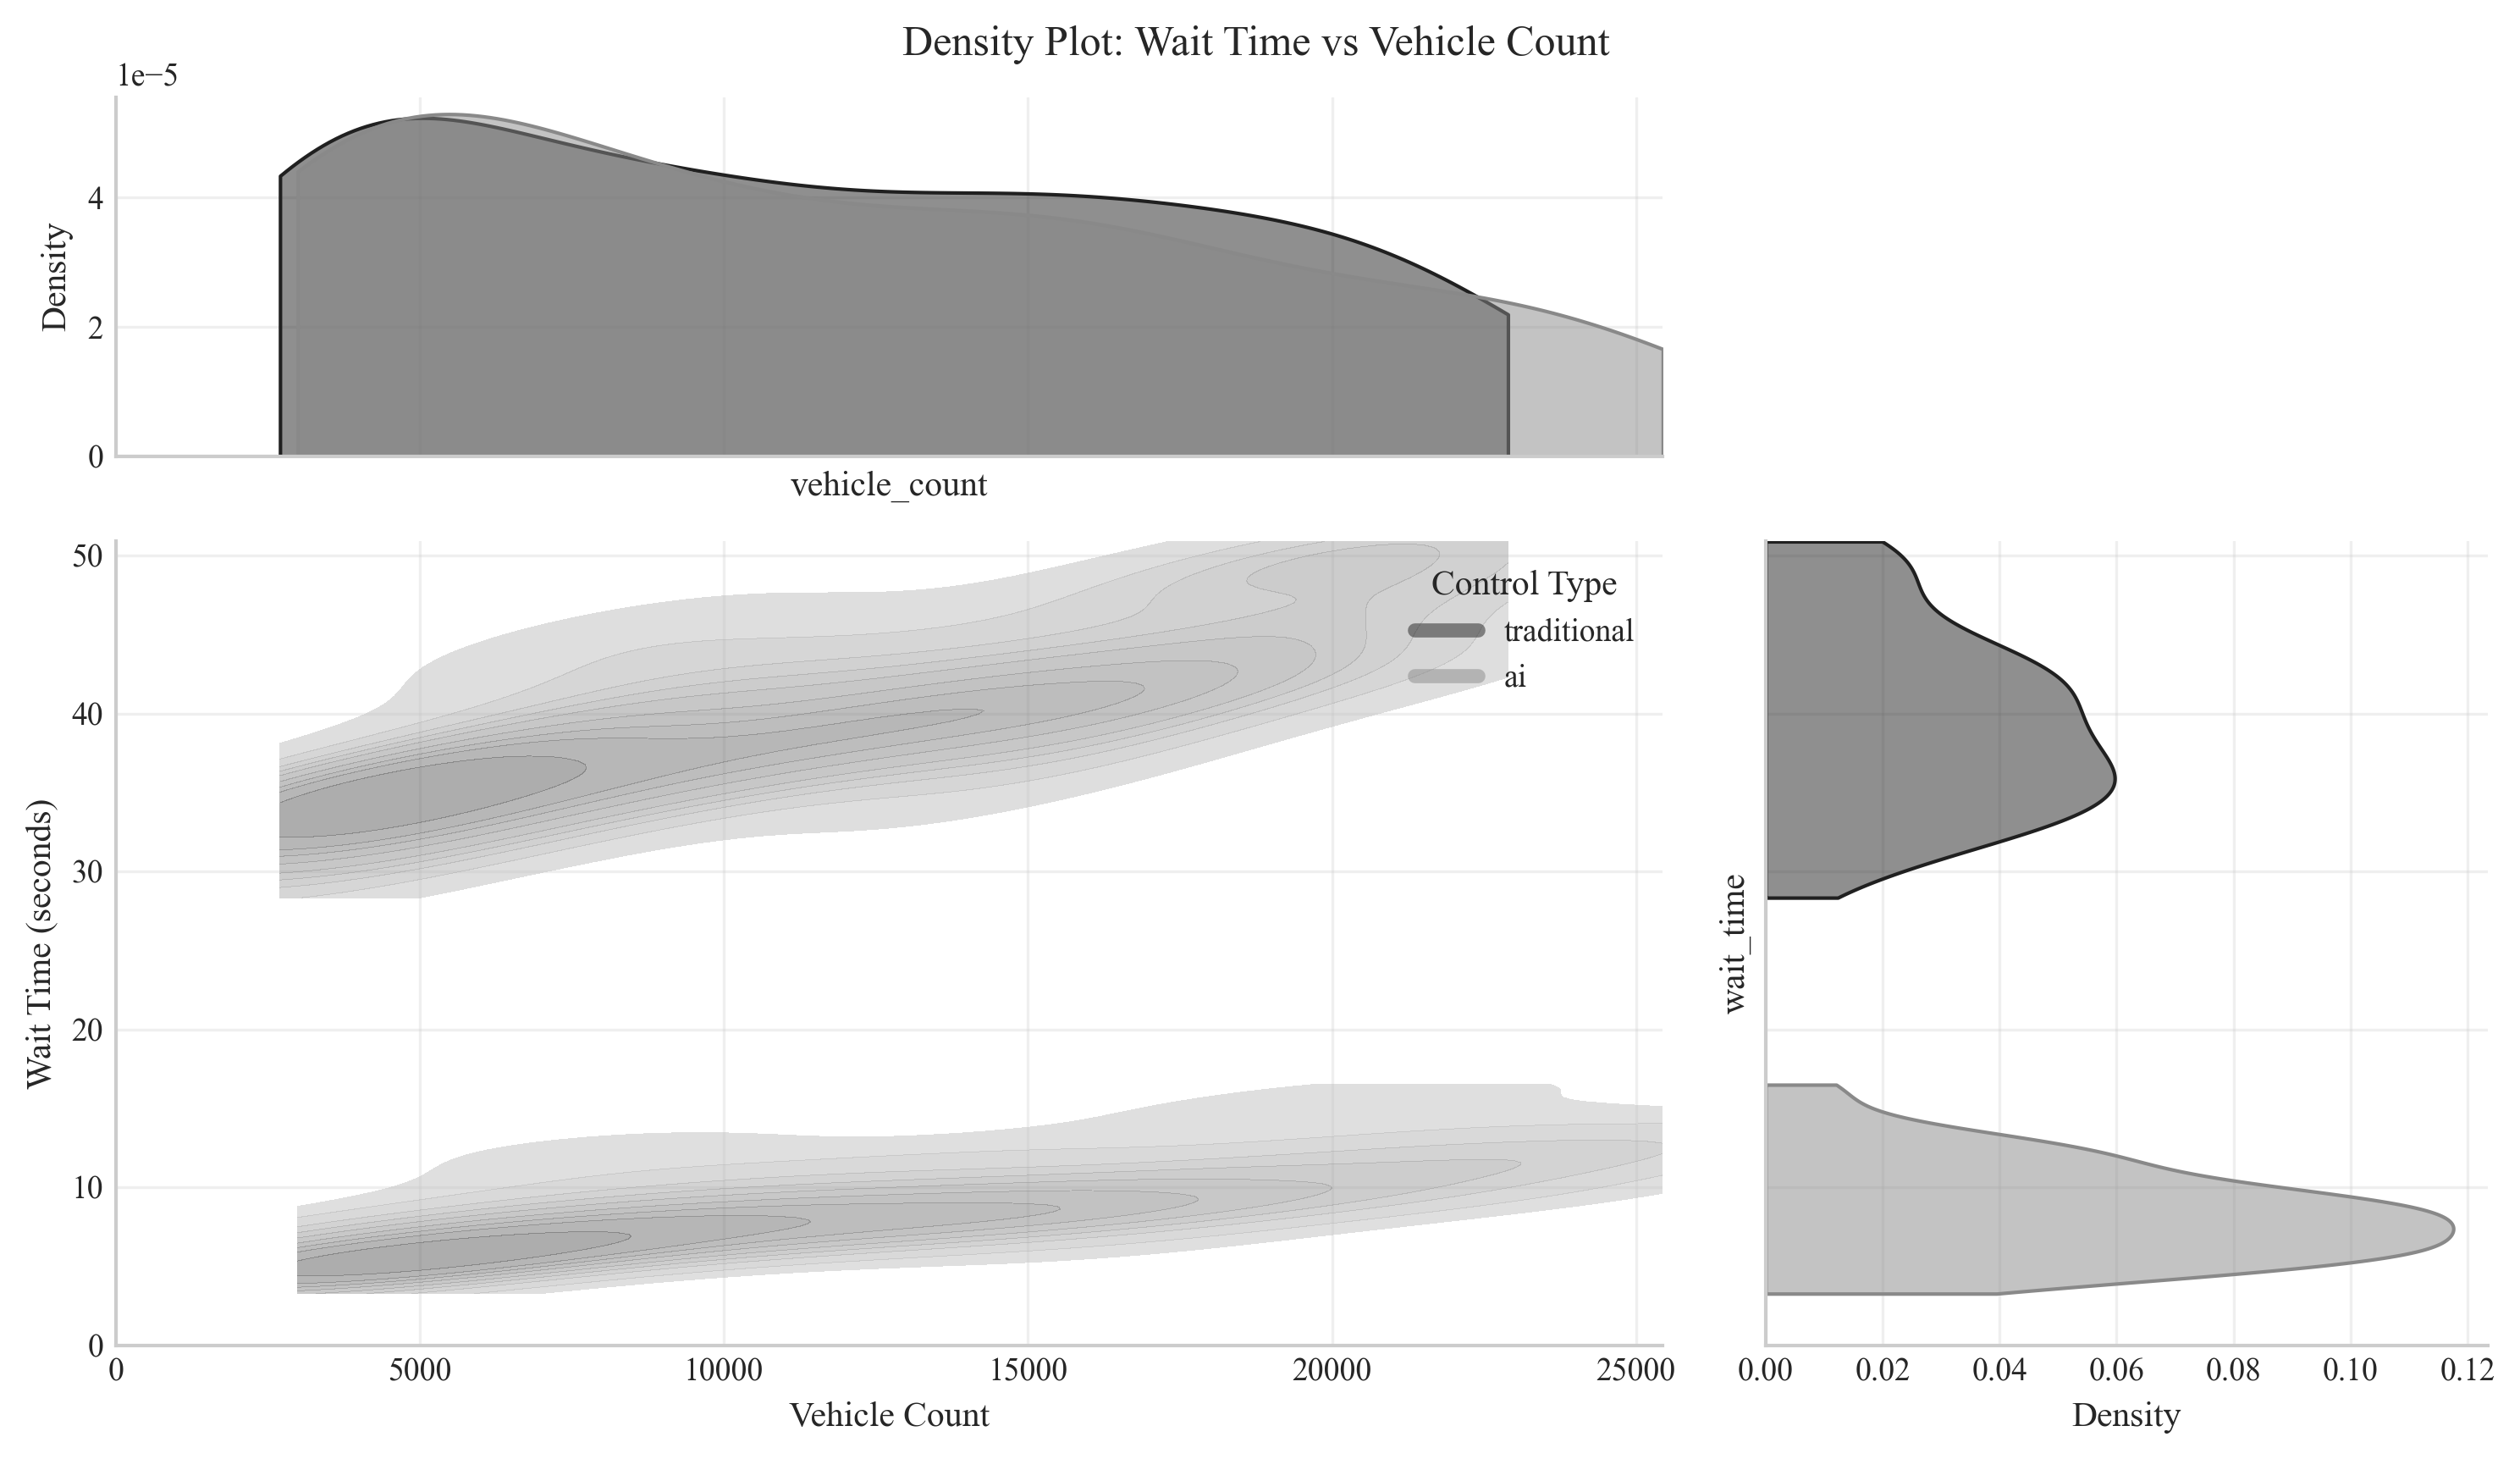 Density Plot: Wait Time vs Vehicle Count
1e−5
Density
4
2
0
vehicle_count
Wait Time (seconds)
50
40
30
20
10
0
Control Type
traditional
ai
0 5000 10000 15000 20000 25000
Vehicle Count
wait_time
0.00 0.02 0.04 0.06 0.08 0.10 0.12
Density